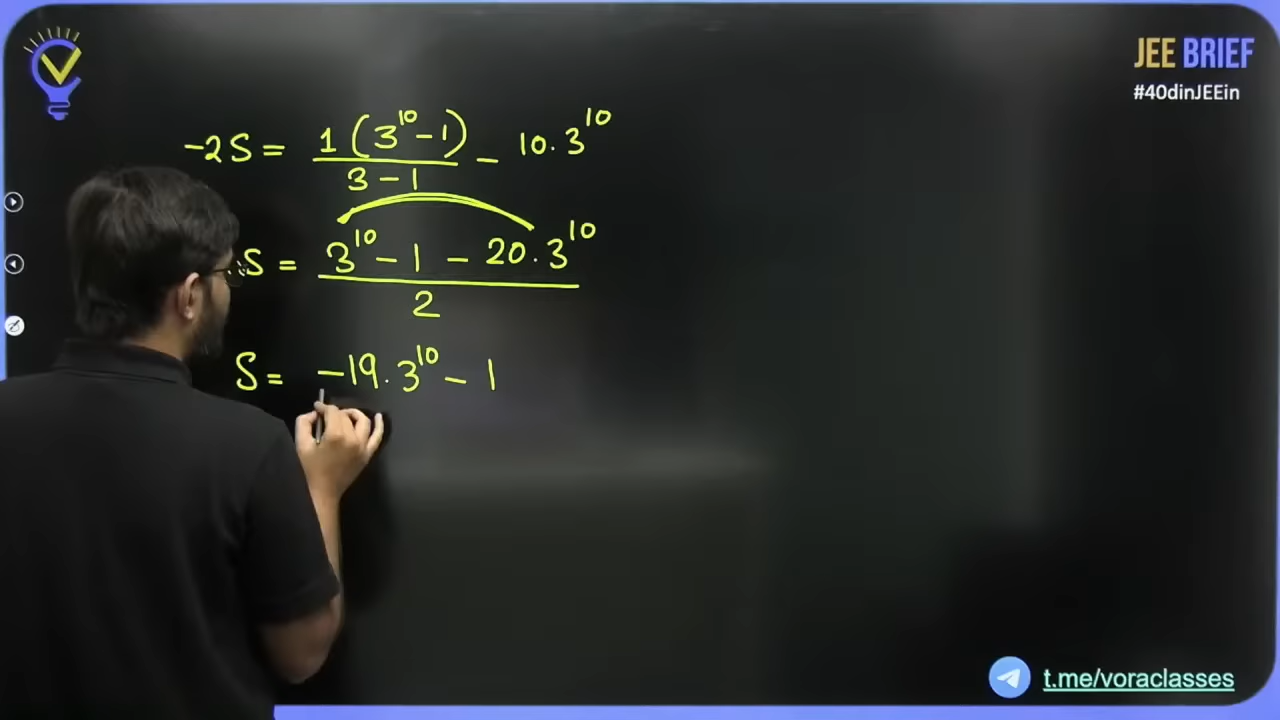 JEE BRIEF
#40dinJEEin
-2S = 1(3^10 - 1) / 3 - 1 - 10.3^10
S = 3^10 - 1 - 20.3^10 / 2
S = -19.3^10 - 1
t.me/voraclasses